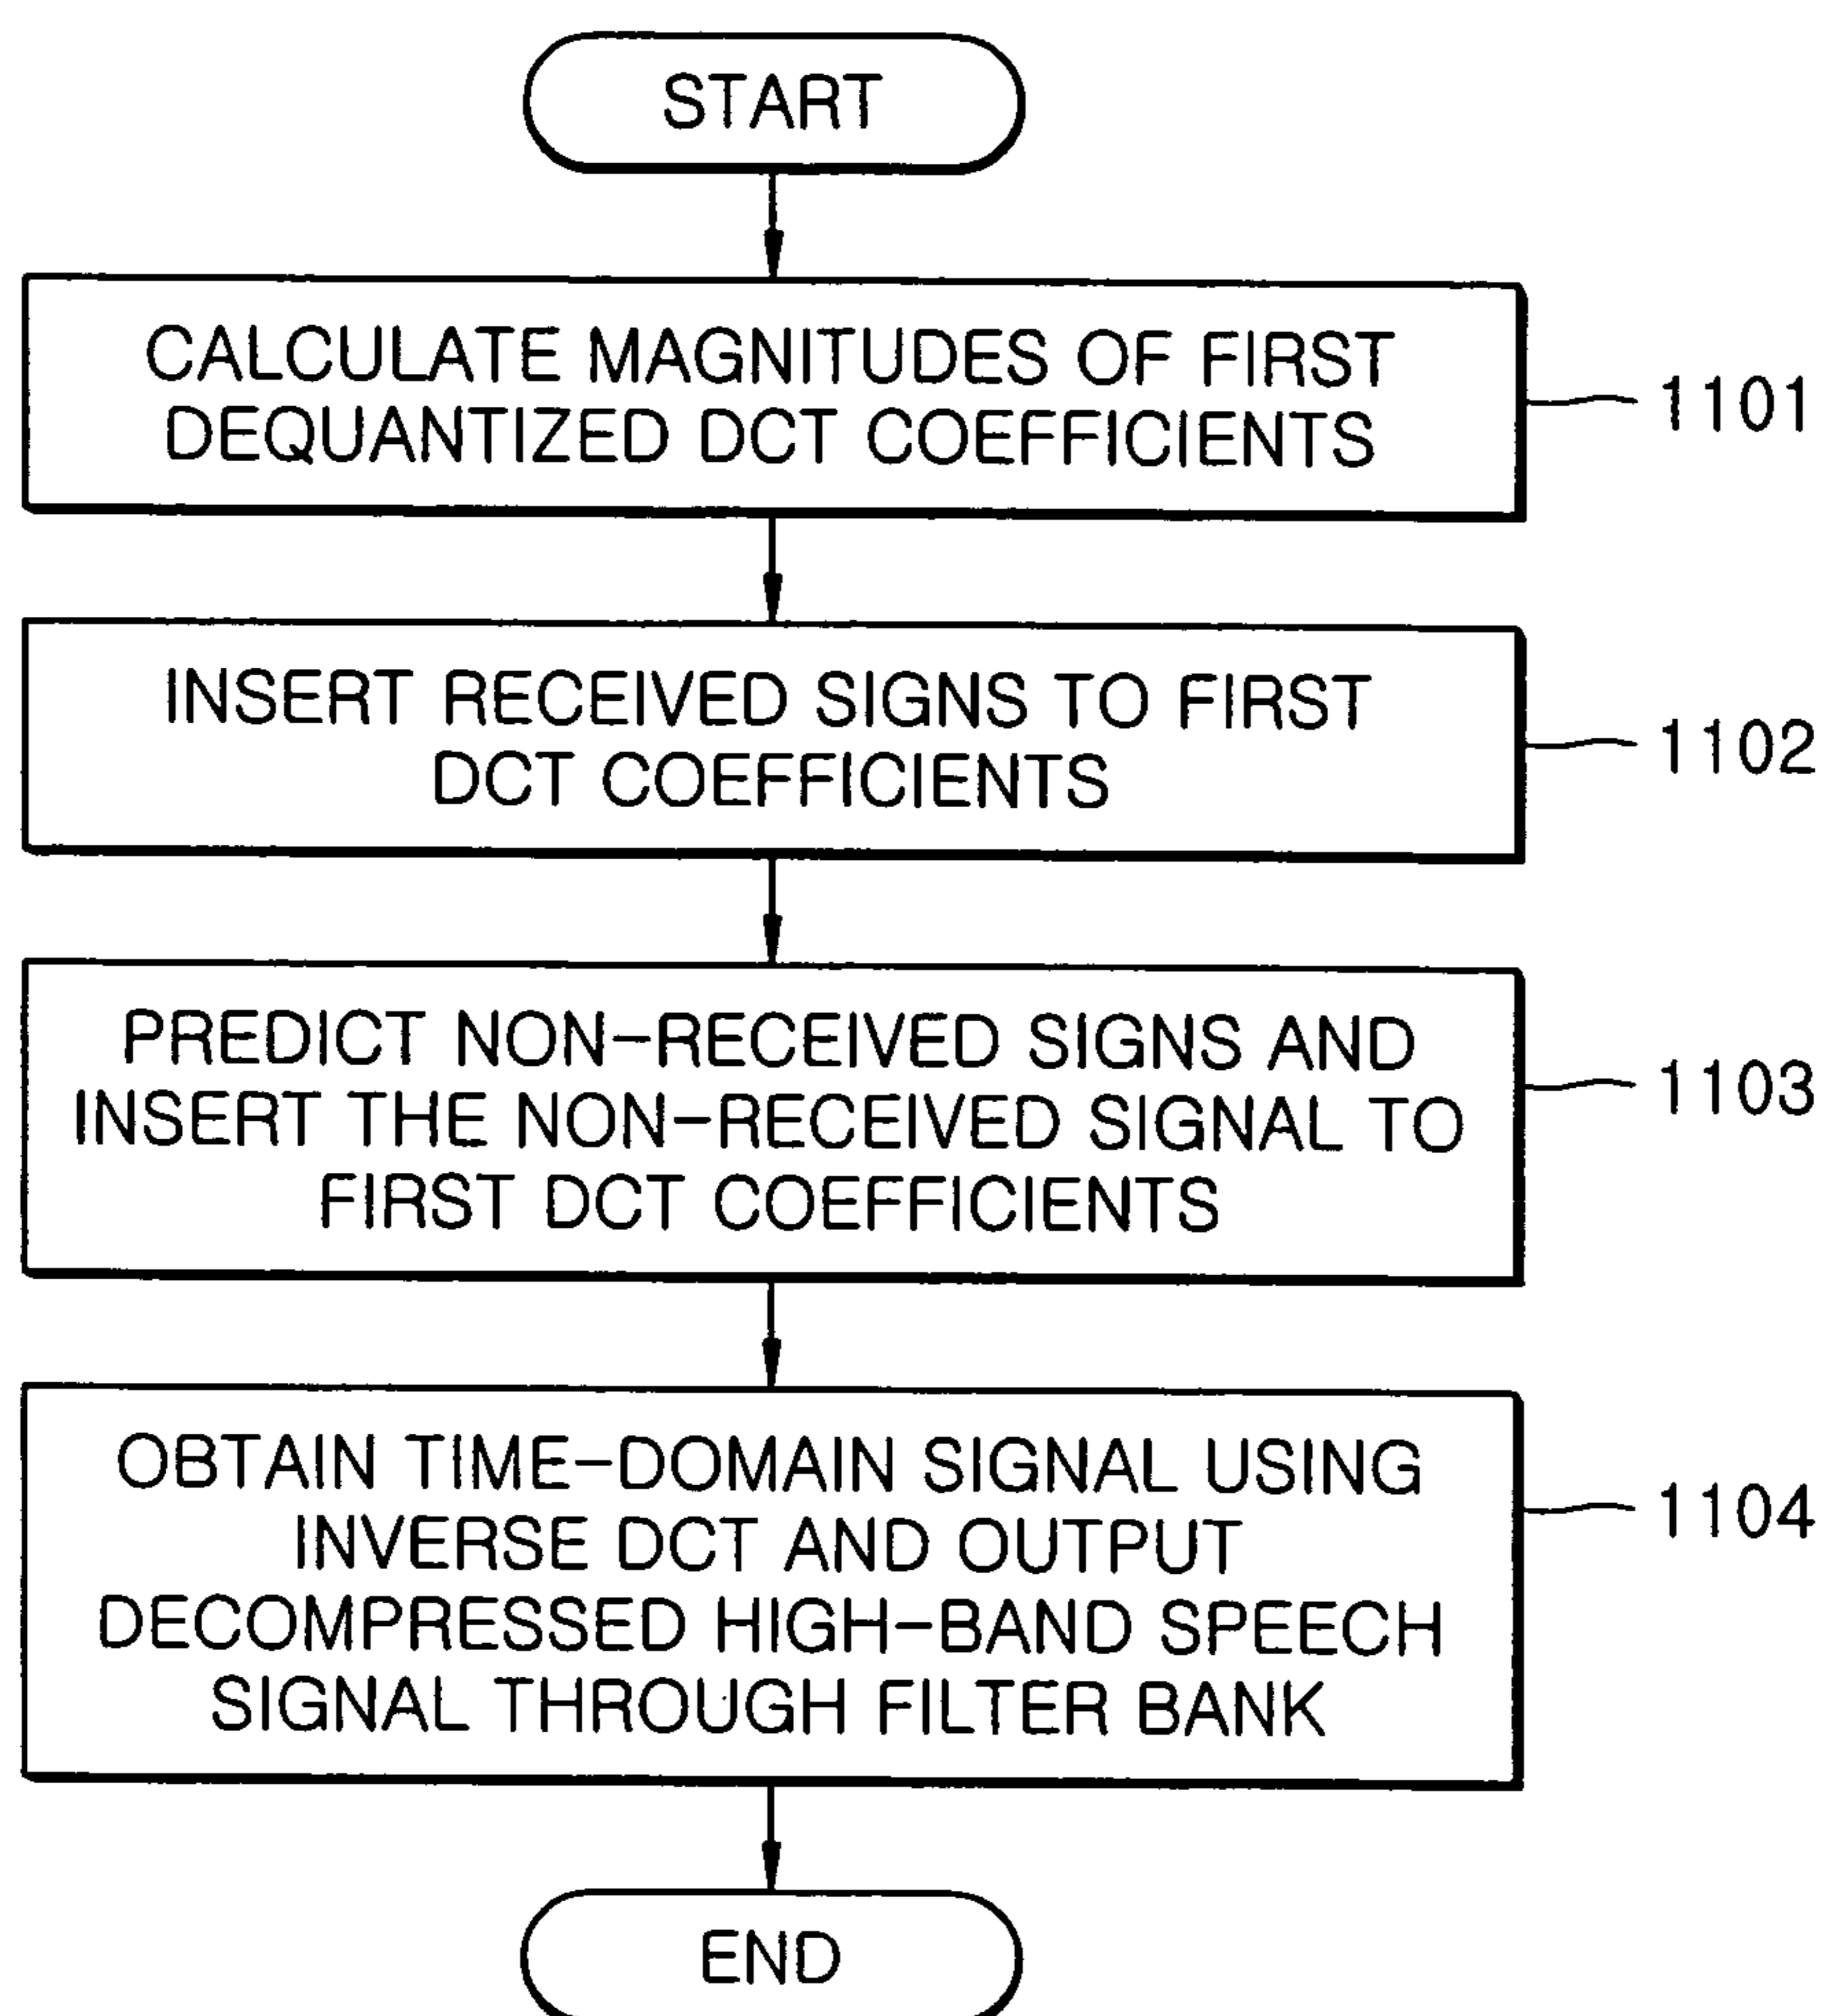 START
CALCULATE MAGNITUDES OF FIRST
DEQUANTIZED DCT COEFFICIENTS
1101
INSERT RECEIVED SIGNS TO FIRST
DCT COEFFICIENTS
1102
PREDICT NON-RECEIVED SIGNS AND
INSERT THE NON-RECEIVED SIGNAL TO
FIRST DCT COEFFICIENTS
1103
OBTAIN TIME-DOMAIN SIGNAL USING
INVERSE DCT AND OUTPUT
DECOMPRESSED HIGH-BAND SPEECH
SIGNAL THROUGH FILTER BANK
1104
END